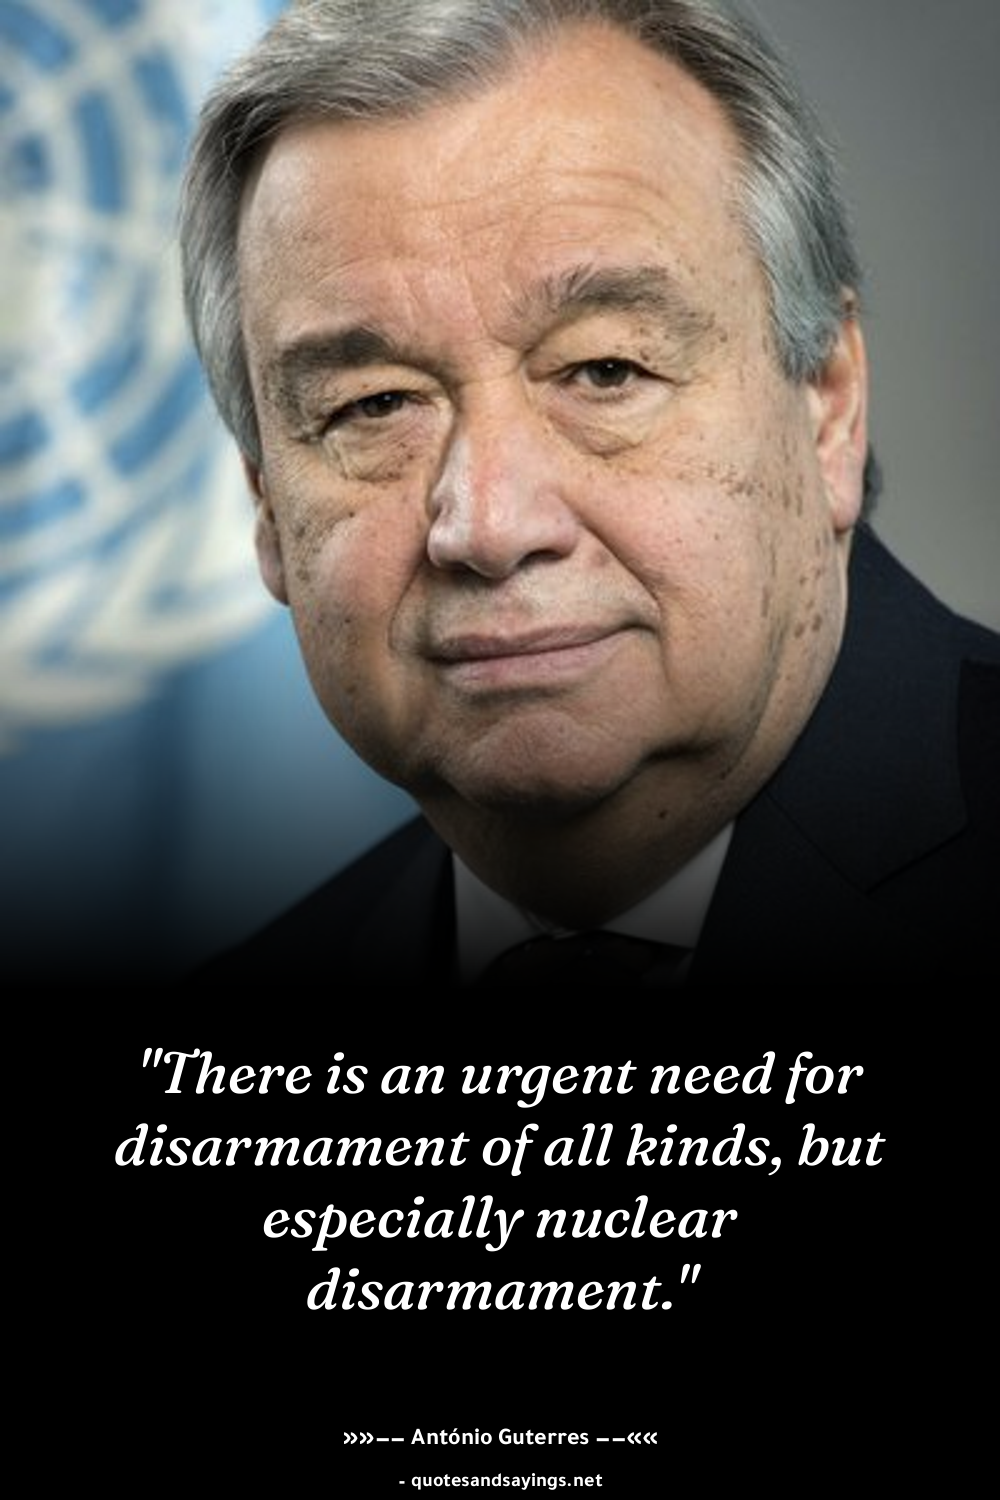 "There is an urgent need for
disarmament of all kinds, but
especially nuclear
disarmament."
»»–– António Guterres ––««
- quotesandsayings.net